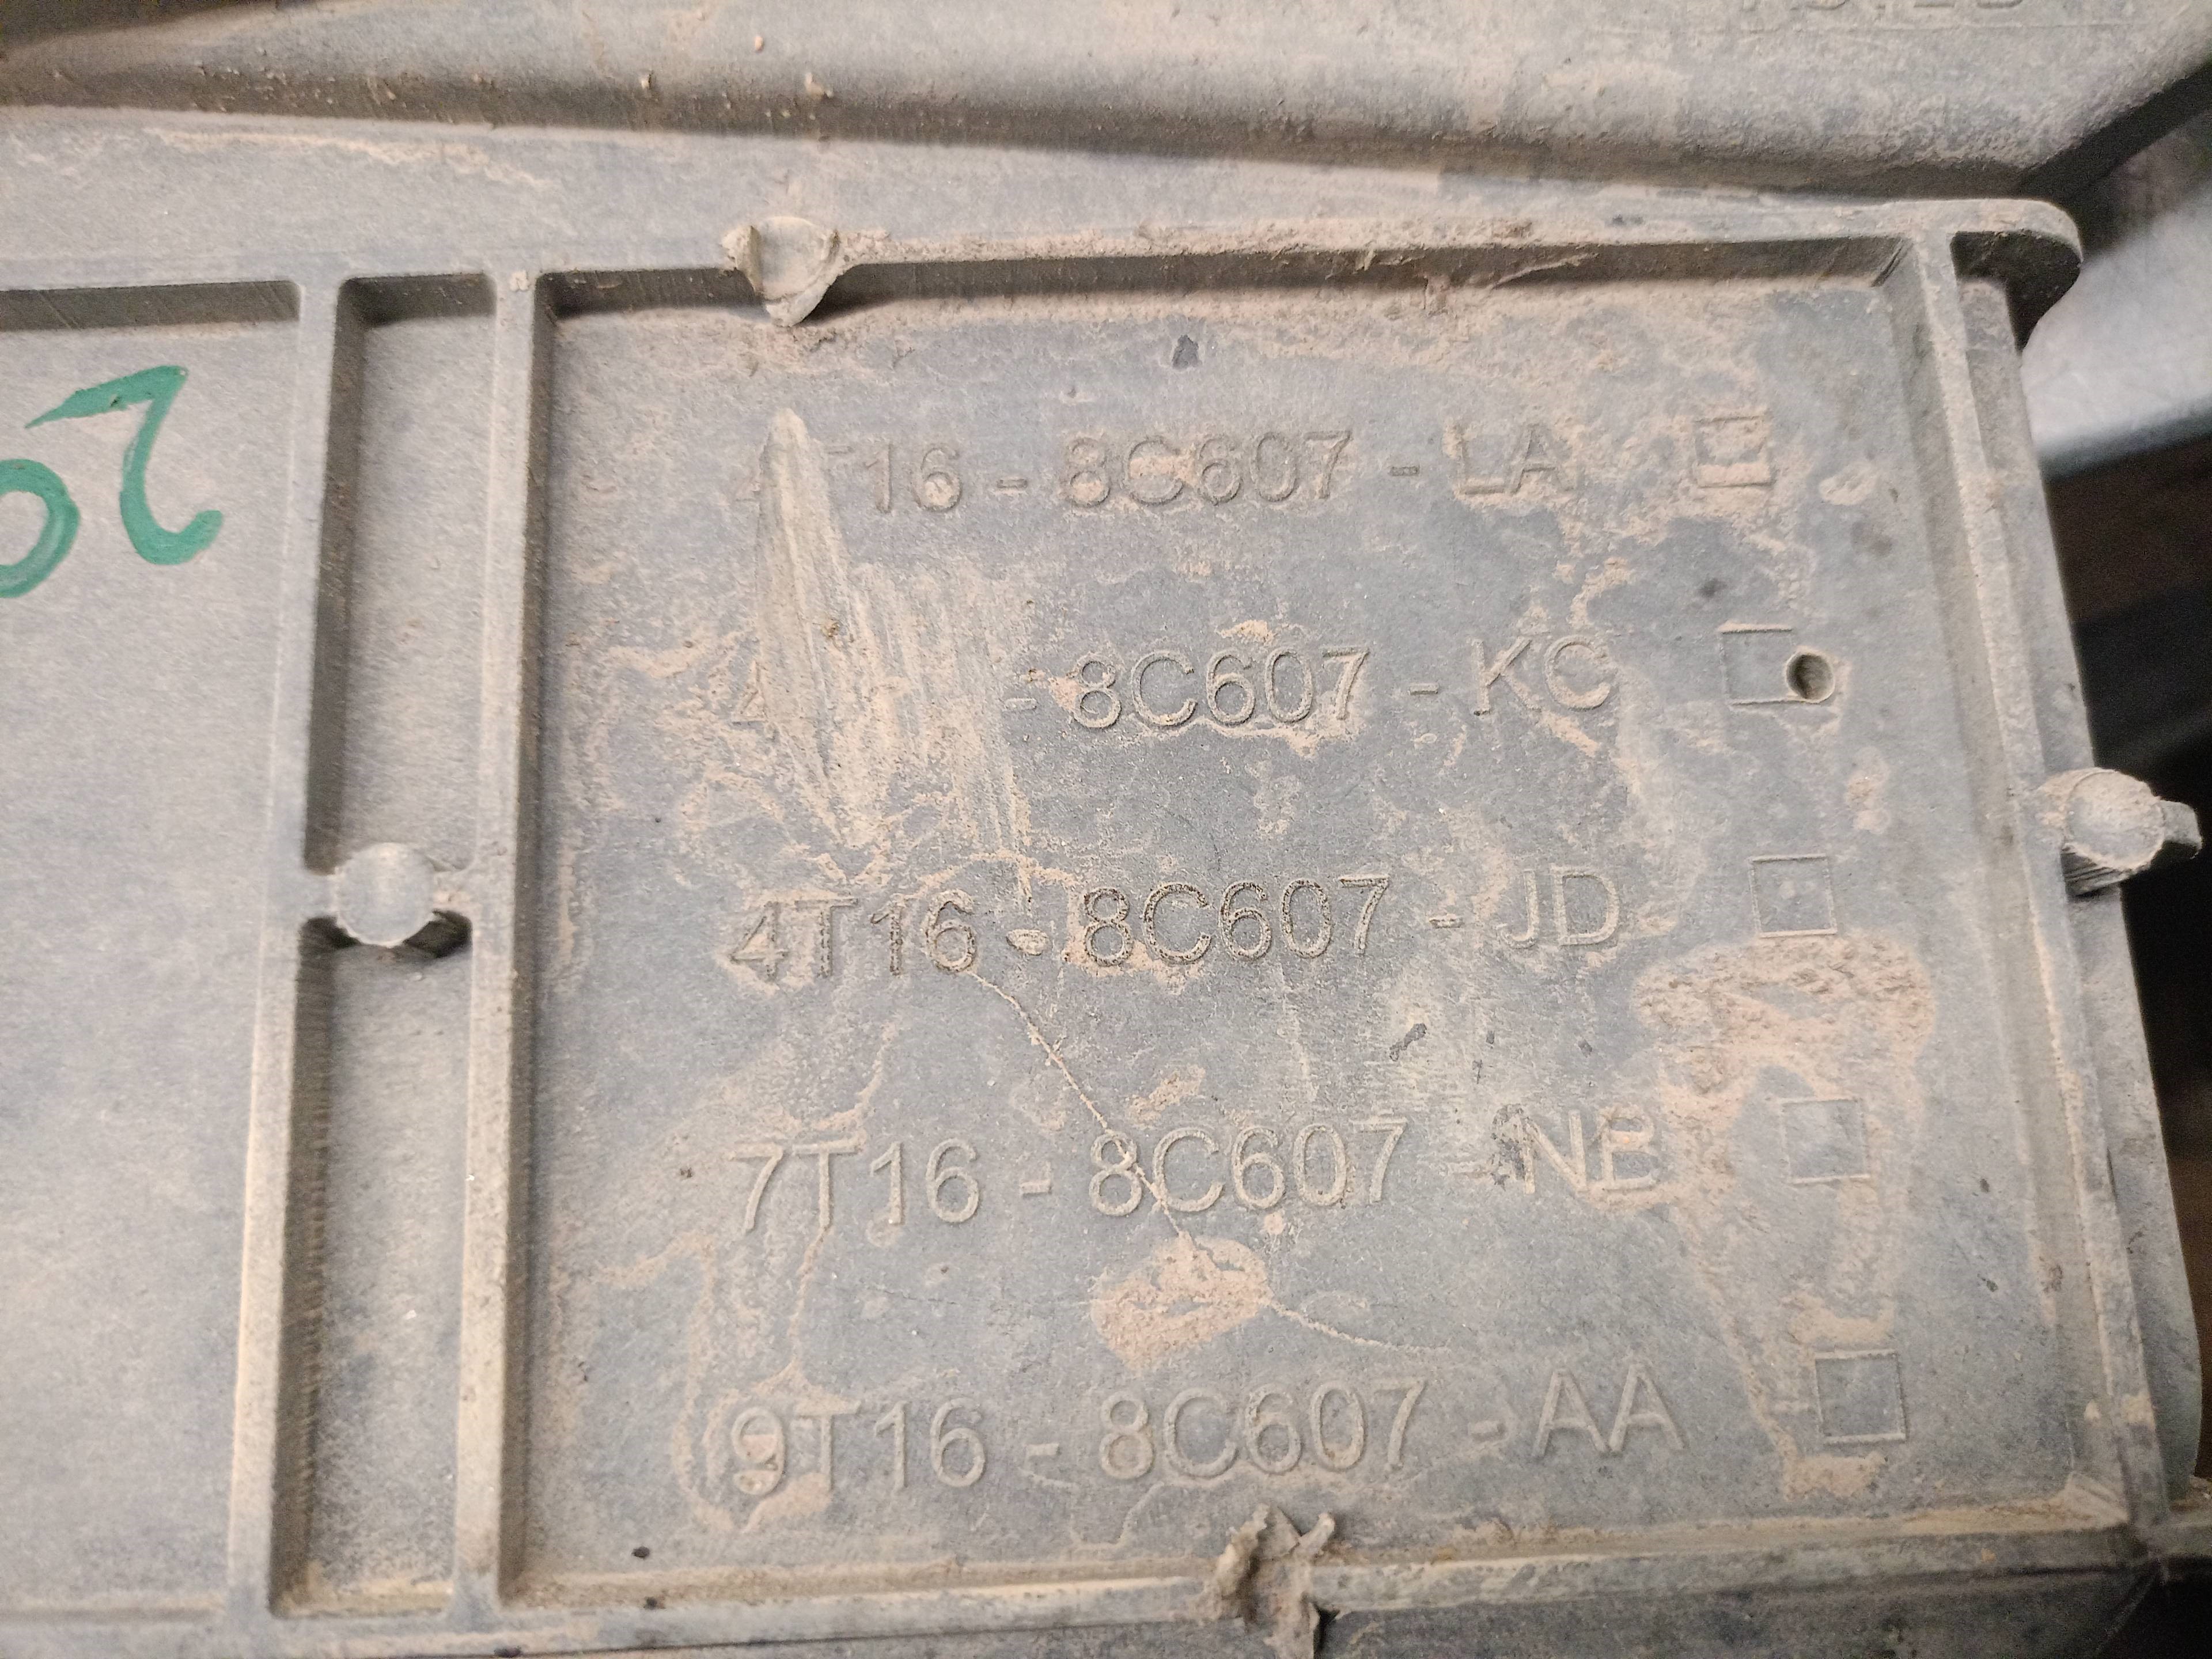 4T16 - 8C607 - LA
- 8C607 - KC
4T16 - 8C607 - JD
7T16 - 8C607 - NB
9T16 - 8C607 - AA